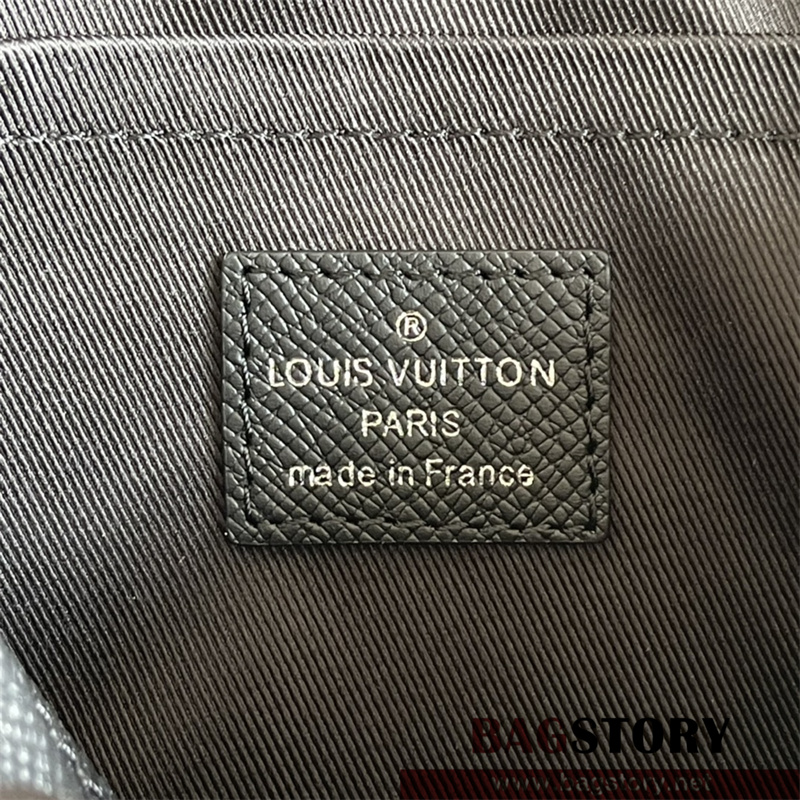 ®
LOUIS VUITTON
PARIS
made in France
BAGSTORY
www.bagstory.net